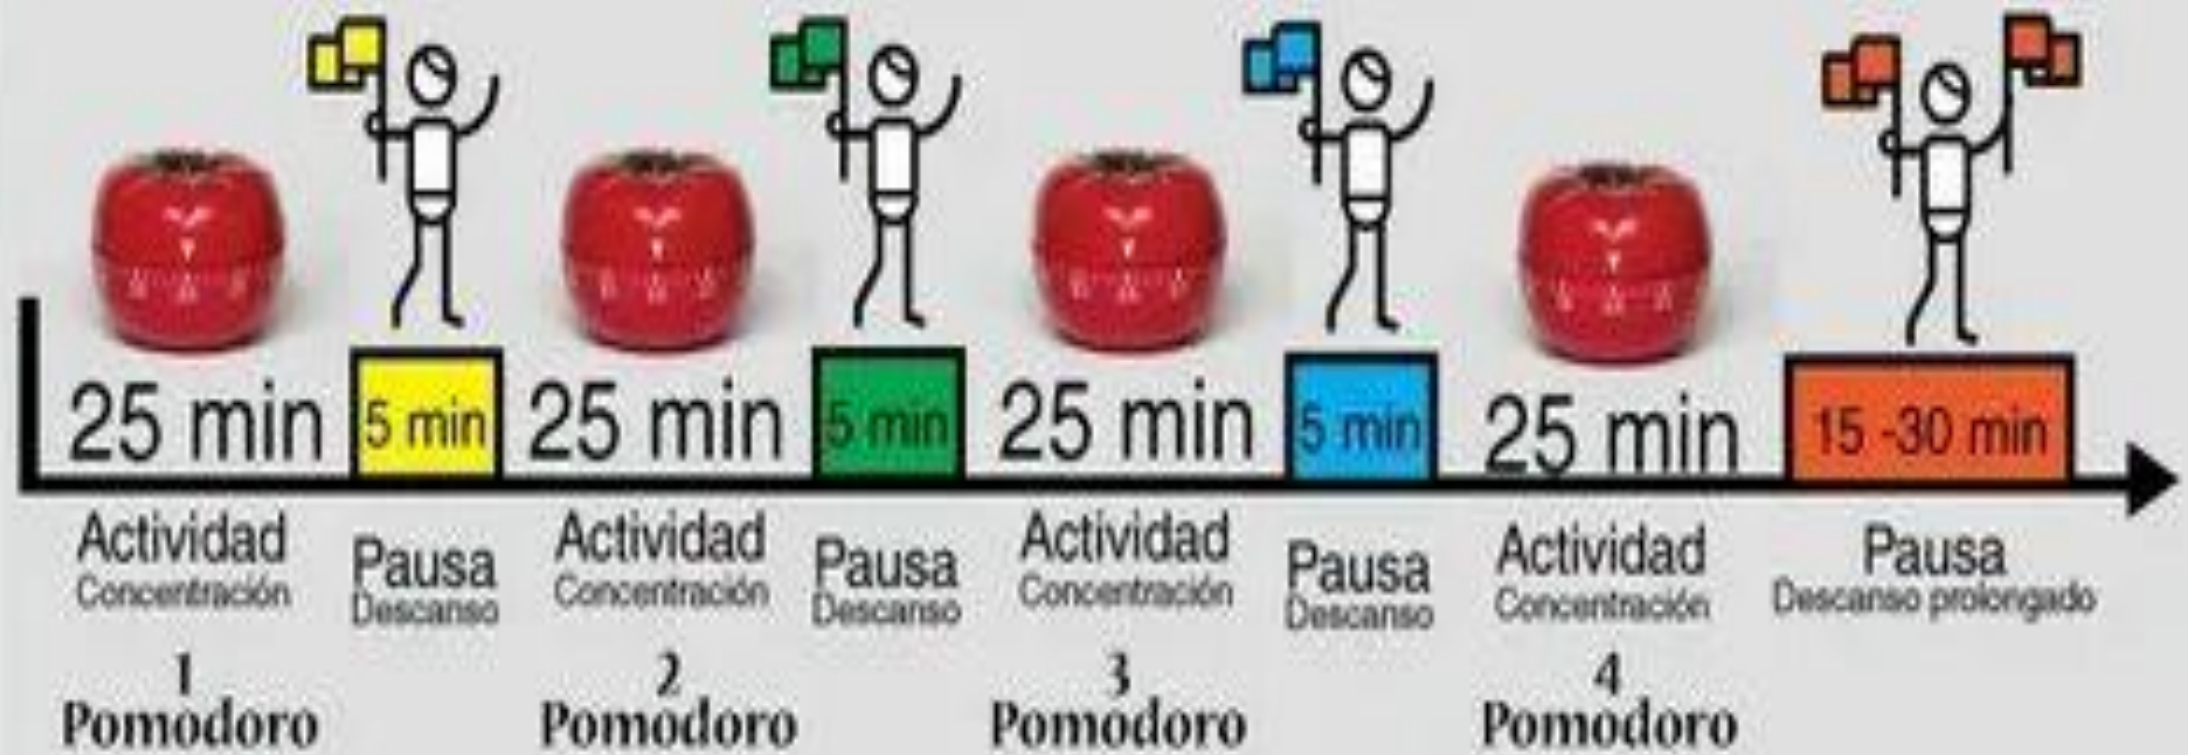 25 min
5 min
25 min
5 min
25 min
5 min
25 min
15 -30 min
Actividad
Concentración
Pausa
Descanso
Actividad
Concentración
Pausa
Descanso
Actividad
Concentración
Pausa
Descanso
Actividad
Concentración
Pausa
Descanso prolongado
1
Pomodoro
2
Pomodoro
3
Pomodoro
4
Pomodoro